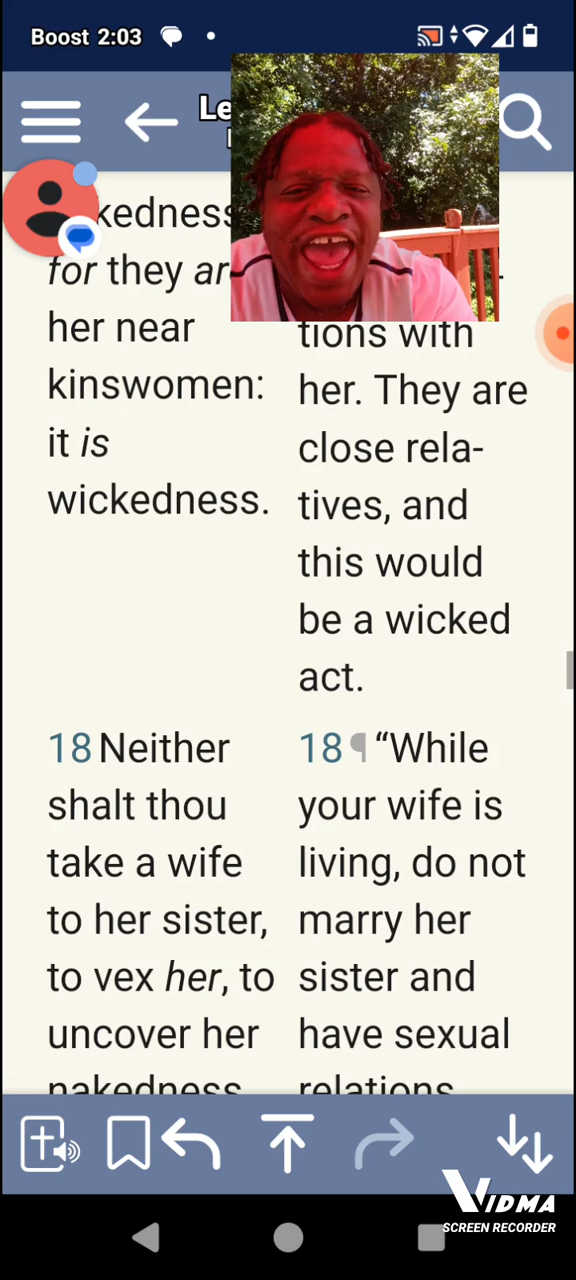 Boost 2:03
Le
kedness
for they ar
her near
kinswomen:
it is
wickedness.
tions with
her. They are
close rela-
tives, and
this would
be a wicked
act.
18 Neither
shalt thou
take a wife
to her sister,
to vex her, to
uncover her
nakedness
18 ¶ “While
your wife is
living, do not
marry her
sister and
have sexual
relations
VIDMA
SCREEN RECORDER